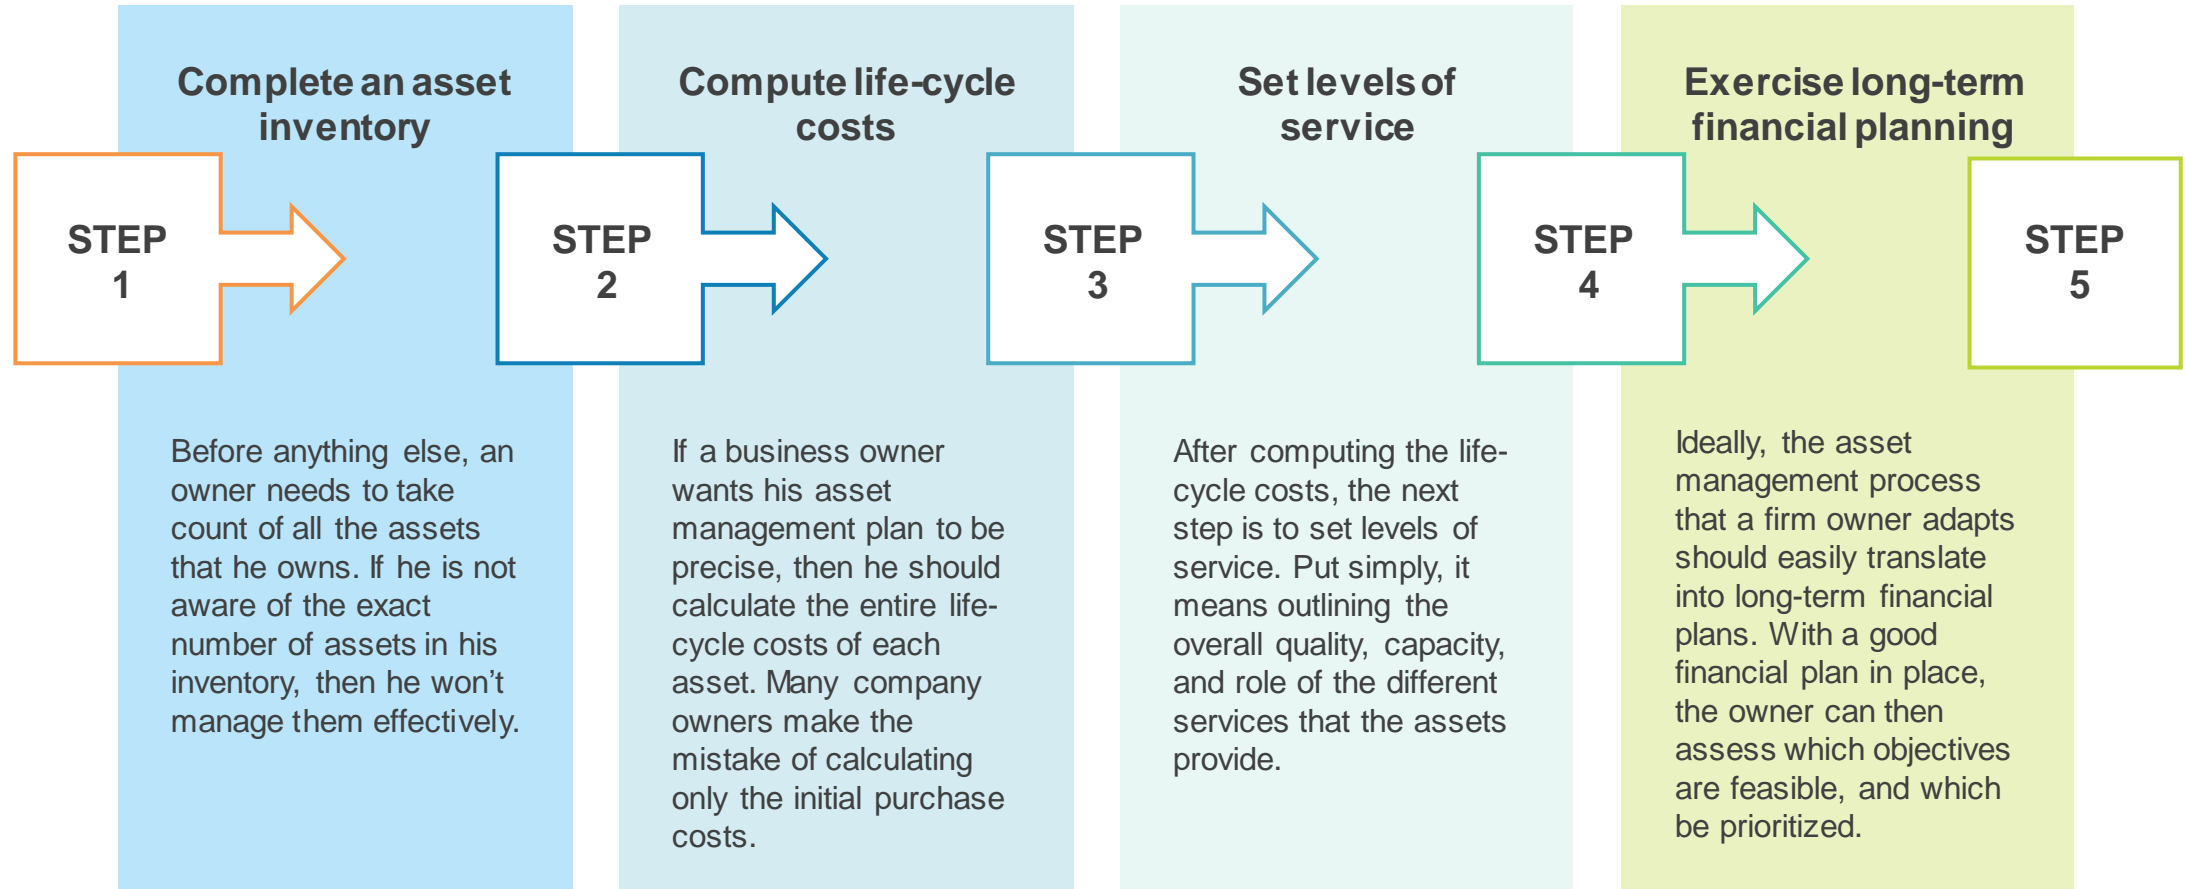 Complete an asset
inventory
Compute life-cycle
costs
Set levels of
service
Exercise long-term
financial planning
STEP
1
STEP
2
STEP
3
STEP
4
STEP
5
Before anything else, an
owner needs to take
count of all the assets
that he owns. If he is not
aware of the exact
number of assets in his
inventory, then he won’t
manage them effectively.
If a business owner
wants his asset
management plan to be
precise, then he should
calculate the entire life-
cycle costs of each
asset. Many company
owners make the
mistake of calculating
only the initial purchase
costs.
After computing the life-
cycle costs, the next
step is to set levels of
service. Put simply, it
means outlining the
overall quality, capacity,
and role of the different
services that the assets
provide.
Ideally, the asset
management process
that a firm owner adapts
should easily translate
into long-term financial
plans. With a good
financial plan in place,
the owner can then
assess which objectives
are feasible, and which
be prioritized.